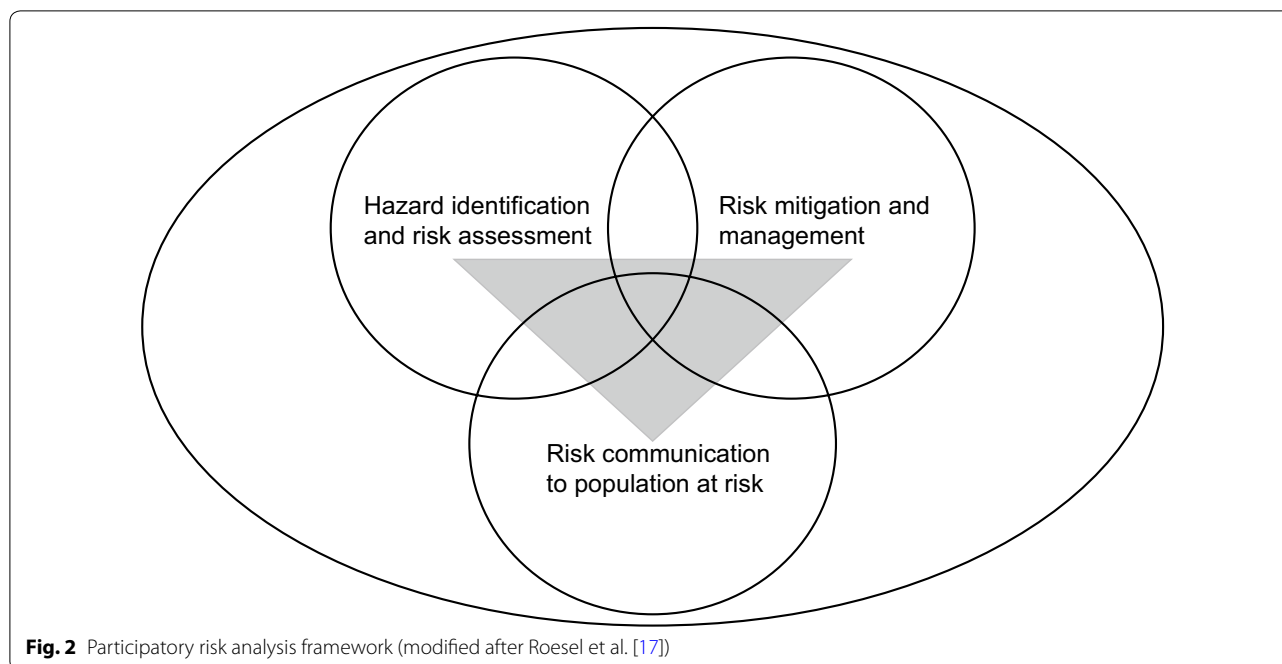 Hazard identification
and risk assessment
Risk mitigation and
management
Risk communication
to population at risk
Fig. 2 Participatory risk analysis framework (modified after Roesel et al. [17])